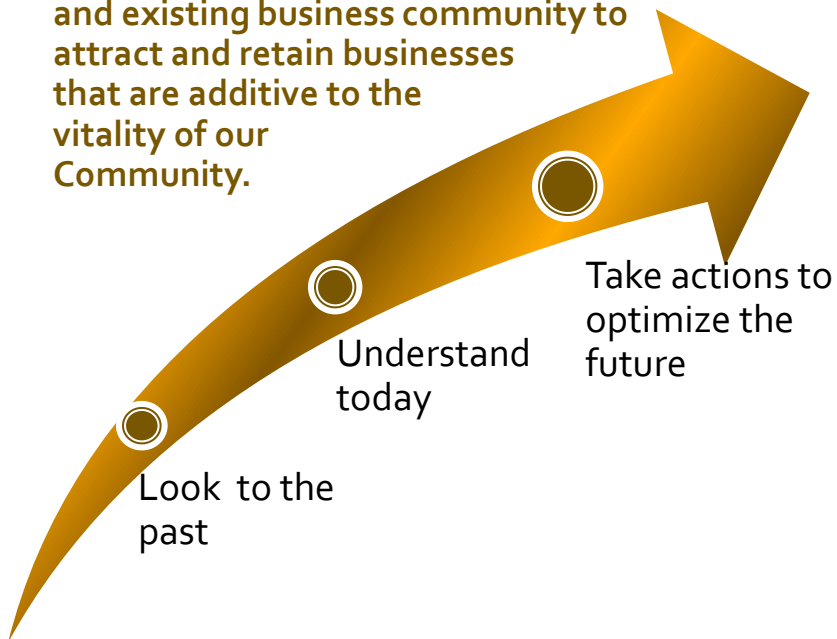 and existing business community to
attract and retain businesses
that are additive to the
vitality of our
Community.
Take actions to
optimize the
future
Understand
today
Look  to the
past